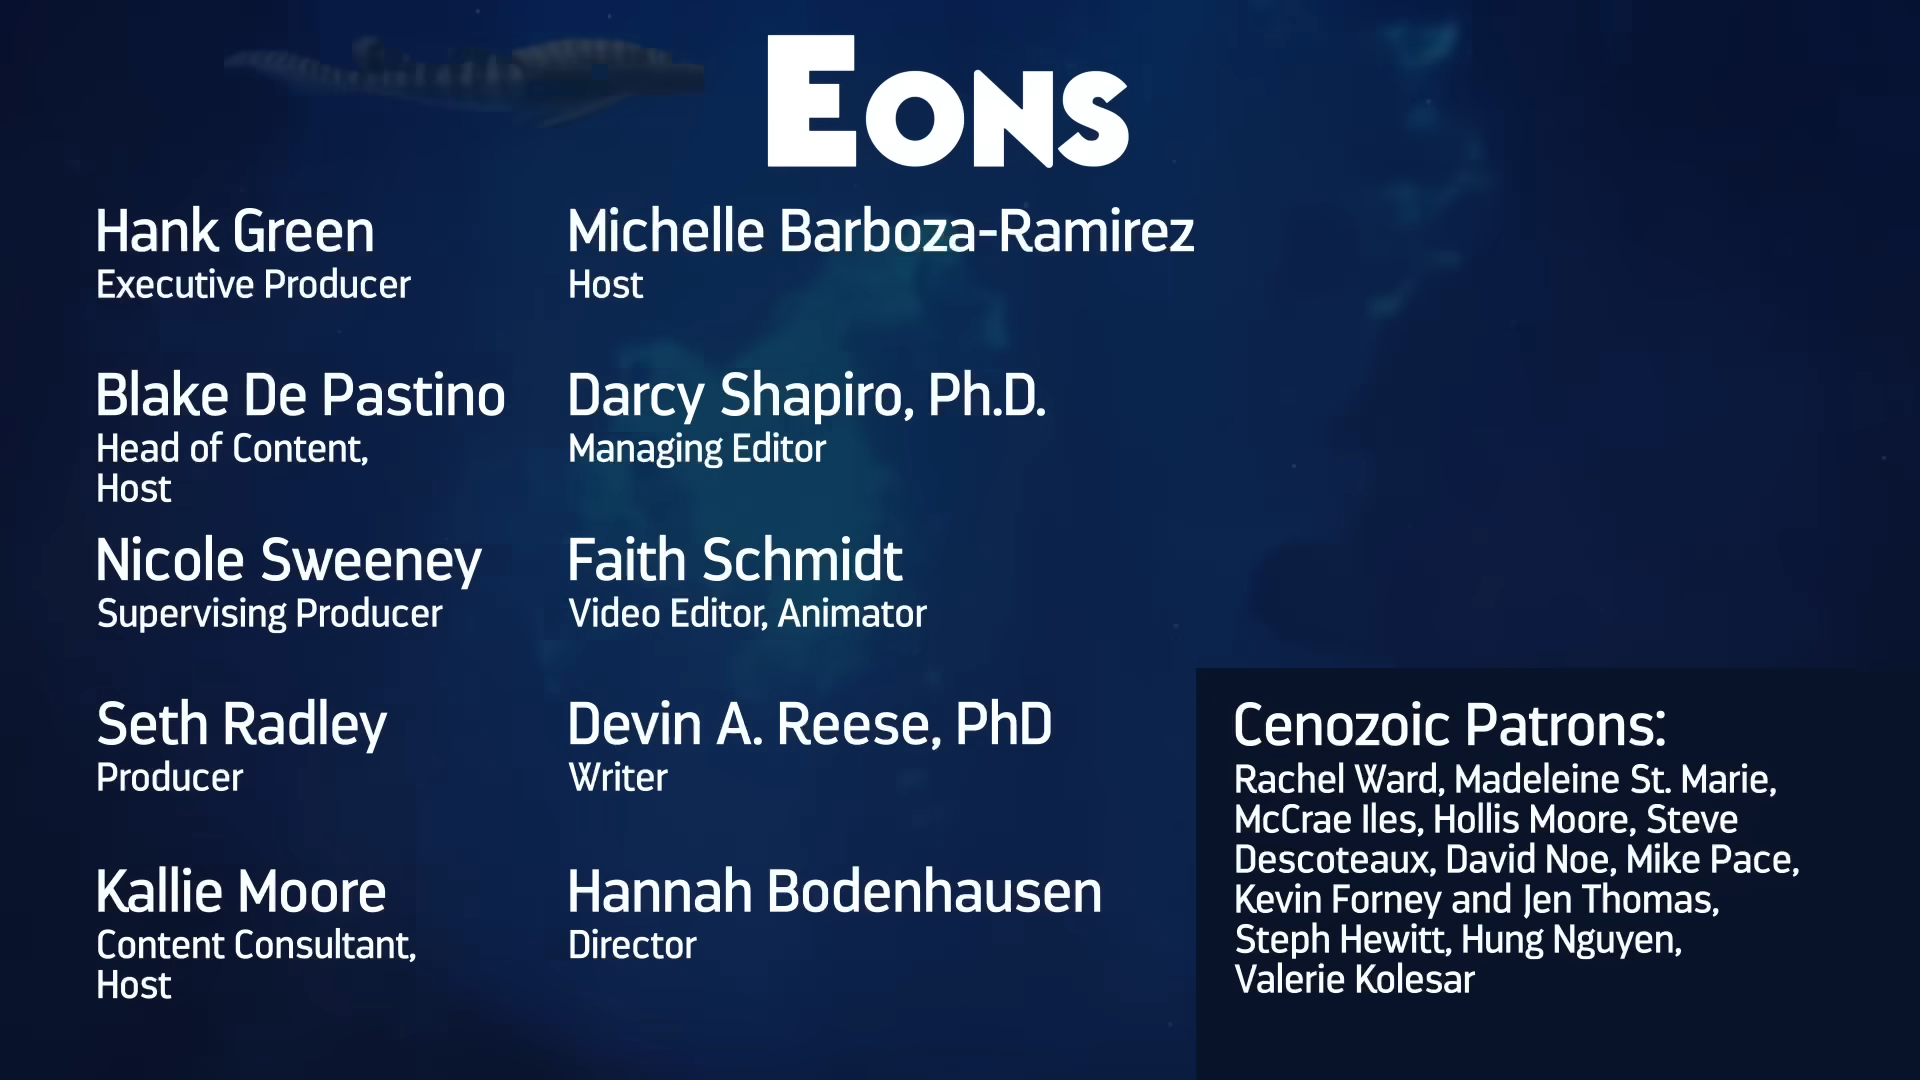 EONS
Hank Green
Executive Producer
Michelle Barboza-Ramirez
Host
Blake De Pastino
Head of Content,
Host
Darcy Shapiro, Ph.D.
Managing Editor
Nicole Sweeney
Supervising Producer
Faith Schmidt
Video Editor, Animator
Seth Radley
Producer
Devin A. Reese, PhD
Writer
Kallie Moore
Content Consultant,
Host
Hannah Bodenhausen
Director
Cenozoic Patrons:
Rachel Ward, Madeleine St. Marie,
McCrae Iles, Hollis Moore, Steve
Descoteaux, David Noe, Mike Pace,
Kevin Forney and Jen Thomas,
Steph Hewitt, Hung Nguyen,
Valerie Kolesar